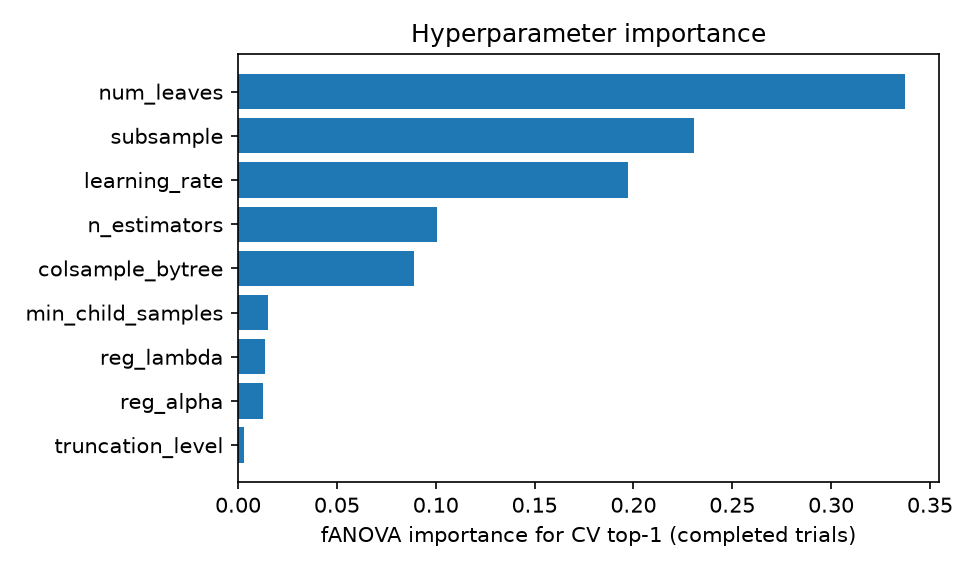 Hyperparameter importance
num_leaves
subsample
learning_rate
n_estimators
colsample_bytree
min_child_samples
reg_lambda
reg_alpha
truncation_level
0.00 0.05 0.10 0.15 0.20 0.25 0.30 0.35
fANOVA importance for CV top-1 (completed trials)